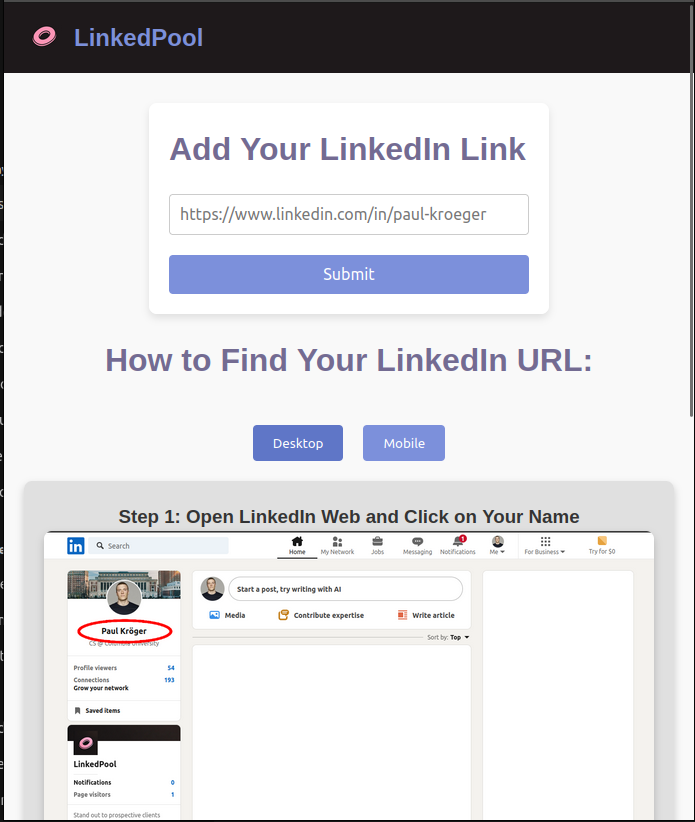 LinkedPool
Add Your LinkedIn Link
https://www.linkedin.com/in/paul-kroeger
Submit
How to Find Your LinkedIn URL:
Desktop Mobile
Step 1: Open LinkedIn Web and Click on Your Name
in Search Home My Network Jobs Messaging 1 Notifications Me For Business Try for $0
Start a post, try writing with AI
Media Contribute expertise Write article
Paul Kröger
CS @ Columbia University
Sort by: Top
Profile viewers 54
Connections 193
Grow your network
Saved items
LinkedPool
Notifications 0
Page visitors 1
Stand out to prospective clients